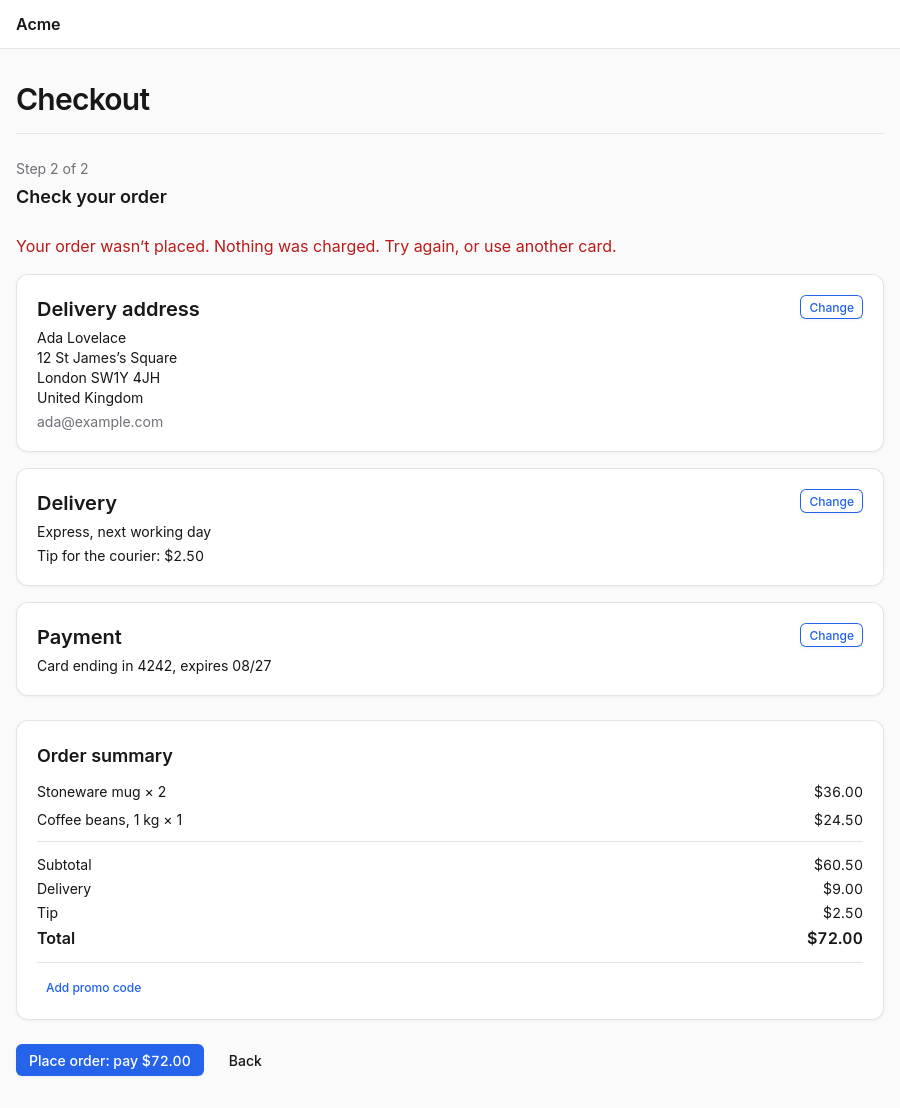 Acme
Checkout
Step 2 of 2
Check your order
Your order wasn’t placed. Nothing was charged. Try again, or use another card.
Delivery address
Change
Ada Lovelace
12 St James’s Square
London SW1Y 4JH
United Kingdom
ada@example.com
Delivery
Change
Express, next working day
Tip for the courier: $2.50
Payment
Change
Card ending in 4242, expires 08/27
Order summary
Stoneware mug × 2 $36.00
Coffee beans, 1 kg × 1 $24.50
Subtotal $60.50
Delivery $9.00
Tip $2.50
Total $72.00
Add promo code
Place order: pay $72.00 Back